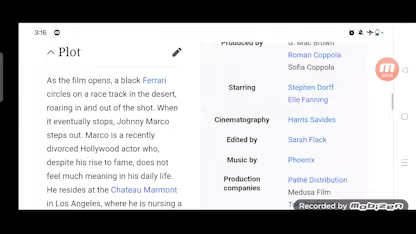 3:16
Plot
As the film opens, a black Ferrari
circles on a race track in the desert,
roaring in and out of the shot. When
it eventually stops, Johnny Marco
steps out. Marco is a recently
divorced Hollywood actor who,
despite his rise to fame, does not
feel much meaning in his daily life.
He resides at the Chateau Marmont
in Los Angeles, where he is nursing a
Produced by G. Mac Brown
Roman Coppola
Sofia Coppola
Starring Stephen Dorff
Elle Fanning
Cinematography Harris Savides
Edited by Sarah Flack
Music by Phoenix
Production Pathé Distribution
companies Medusa Film
Recorded by Mobizen